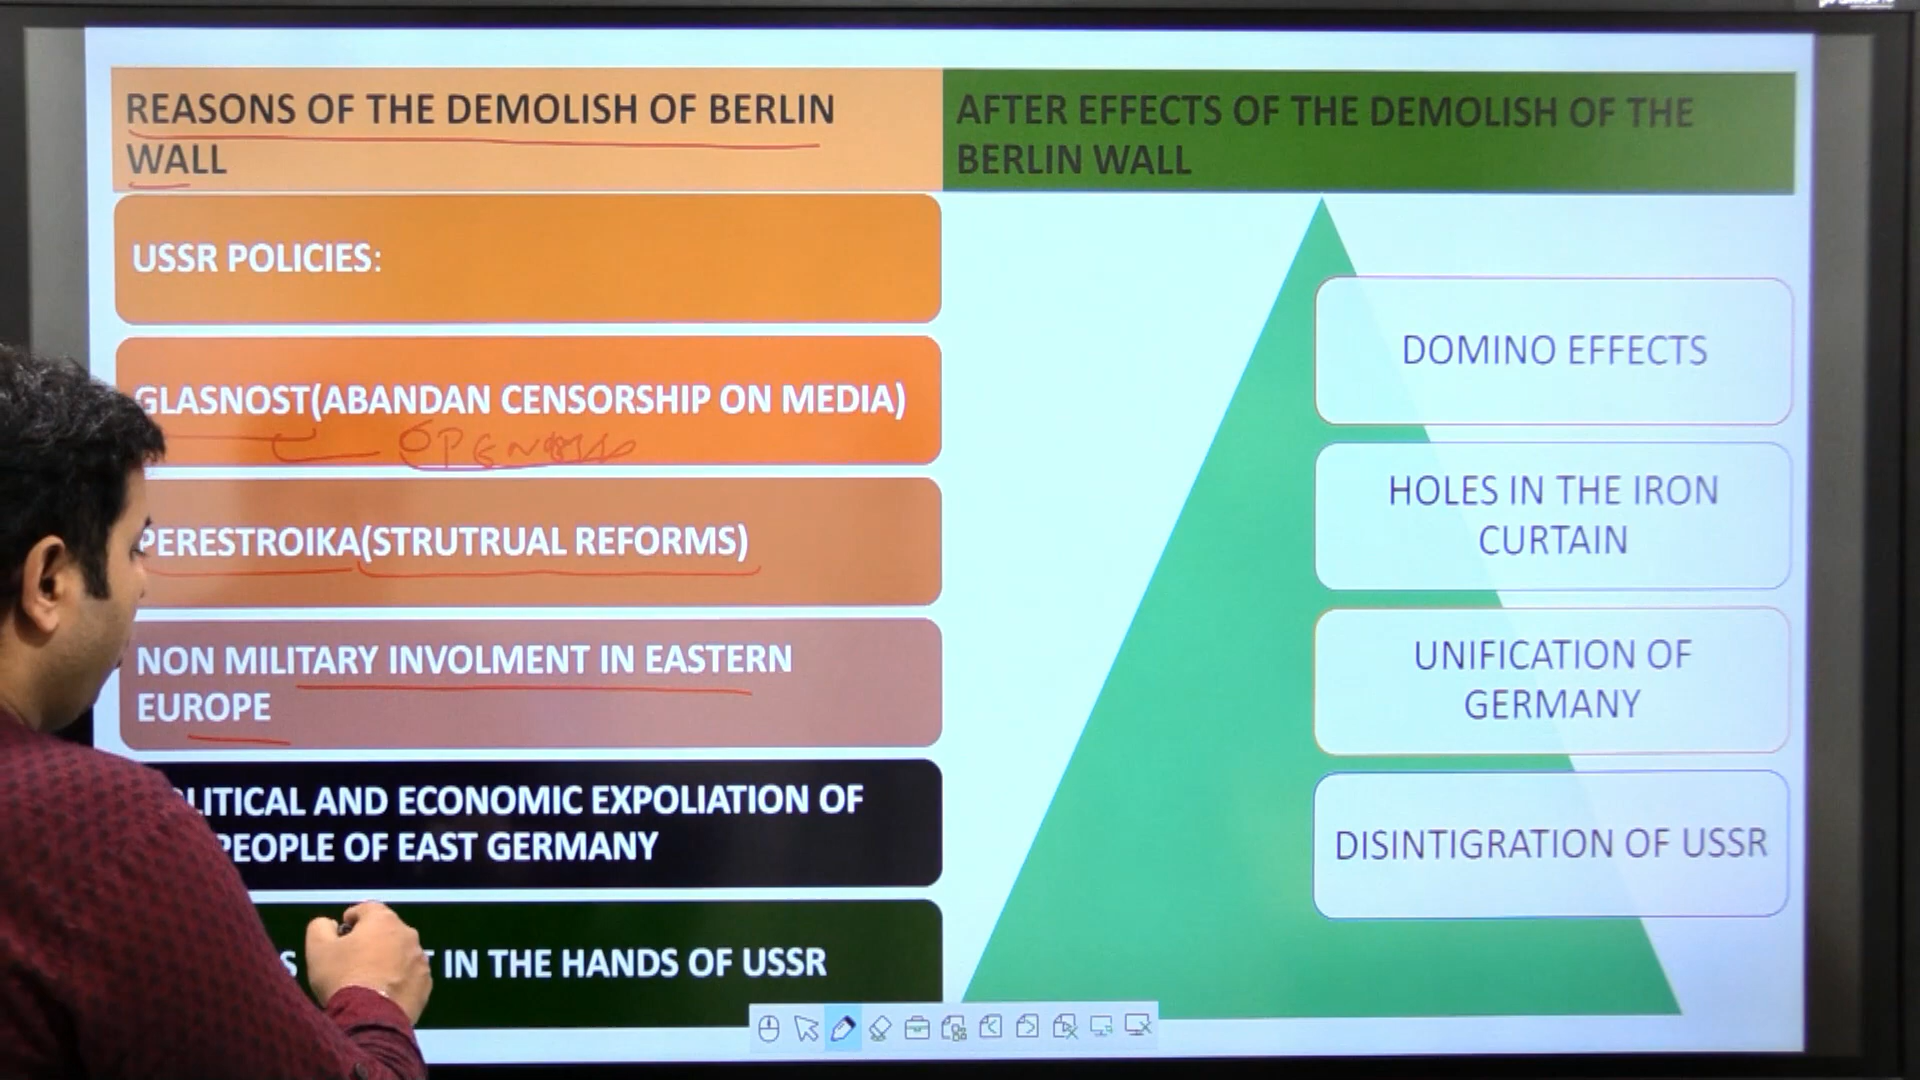 REASONS OF THE DEMOLISH OF BERLIN
WALL
USSR POLICIES:
GLASNOST(ABANDAN CENSORSHIP ON MEDIA)
PERESTROIKA(STRUTRUAL REFORMS)
NON MILITARY INVOLMENT IN EASTERN
EUROPE
AND ECONOMIC EXPOLIATION OF
PEOPLE OF EAST GERMANY
IN THE HANDS OF USSR
AFTER EFFECTS OF THE DEMOLISH OF THE
BERLIN WALL
DOMINO EFFECTS
HOLES IN THE IRON
CURTAIN
UNIFICATION OF
GERMANY
DISINTIGRATION OF USSR